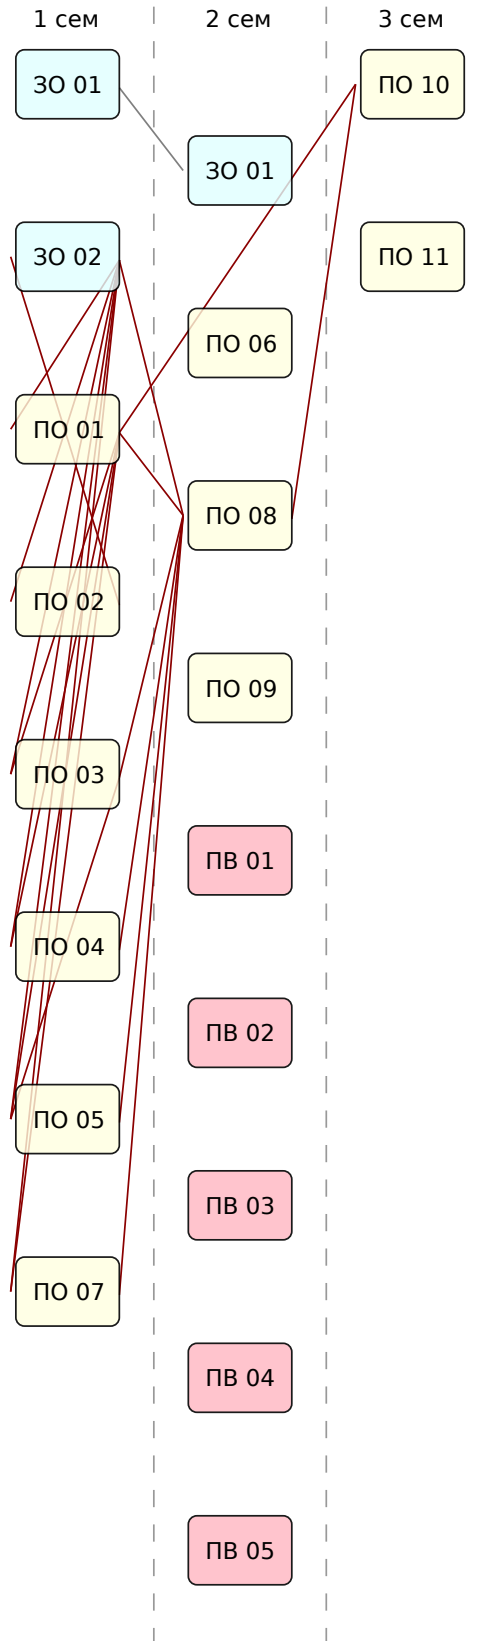 1 сем
2 сем
3 сем
ЗО 01
ЗО 02
ПО 01
ПО 02
ПО 03
ПО 04
ПО 05
ПО 07
ЗО 01
ПО 06
ПО 08
ПО 09
ПВ 01
ПВ 02
ПВ 03
ПВ 04
ПВ 05
ПО 10
ПО 11